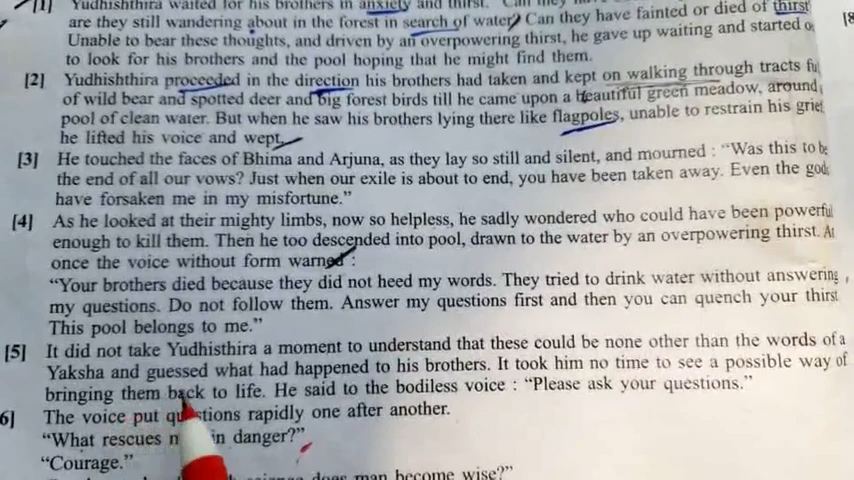 [1] Yudhishthira waited for his brothers in anxiety and thirst. "Can they have
are they still wandering about in the forest in search of water? Can they have fainted or died of thirst
Unable to bear these thoughts, and driven by an overpowering thirst, he gave up waiting and started o
to look for his brothers and the pool hoping that he might find them.
[2] Yudhishthira proceeded in the direction his brothers had taken and kept on walking through tracts fu
of wild bear and spotted deer and big forest birds till he came upon a beautiful green meadow, around
pool of clean water. But when he saw his brothers lying there like flagpoles, unable to restrain his grie
he lifted his voice and wept.
[3] He touched the faces of Bhima and Arjuna, as they lay so still and silent, and mourned : "Was this to be
the end of all our vows? Just when our exile is about to end, you have been taken away. Even the gods
have forsaken me in my misfortune."
[4] As he looked at their mighty limbs, now so helpless, he sadly wondered who could have been powerful
enough to kill them. Then he too descended into pool, drawn to the water by an overpowering thirst. At
once the voice without form warned :
"Your brothers died because they did not heed my words. They tried to drink water without answering
my questions. Do not follow them. Answer my questions first and then you can quench your thirst
This pool belongs to me."
[5] It did not take Yudhisthira a moment to understand that these could be none other than the words of a
Yaksha and guessed what had happened to his brothers. It took him no time to see a possible way of
bringing them back to life. He said to the bodiless voice : "Please ask your questions."
6] The voice put questions rapidly one after another.
"What rescues in danger?"
"Courage."
science does man become wise?"
[8